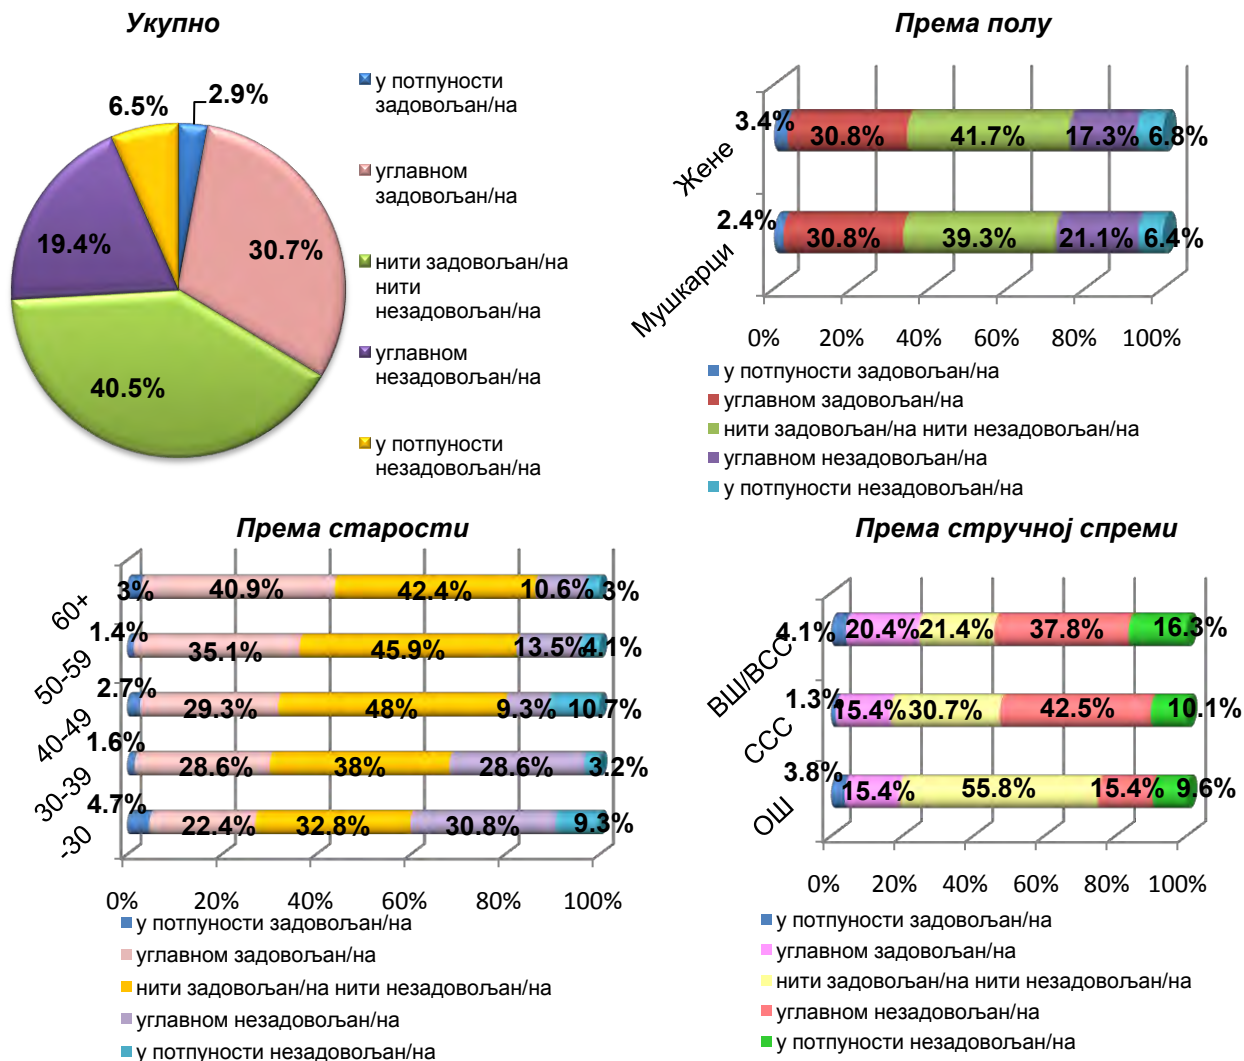 Укупно
2.9%
6.5%
30.7%
19.4%
40.5%
у потпуности
задовољан/на
углавном
задовољан/на
нити задовољан/на
нити
незадовољан/на
углавном
незадовољан/на
у потпуности
незадовољан/на
Према полу
Жене
3.4% 30.8% 41.7% 17.3% 6.8%
Мушкарци
2.4% 30.8% 39.3% 21.1% 6.4%
0% 20% 40% 60% 80% 100%
у потпуности задовољан/на
углавном задовољан/на
нити задовољан/на нити незадовољан/на
углавном незадовољан/на
у потпуности незадовољан/на
Према старости
60+
3% 40.9% 42.4% 10.6% 3%
50-59
1.4% 35.1% 45.9% 13.5% 4.1%
40-49
2.7% 29.3% 48% 9.3% 10.7%
30-39
1.6% 28.6% 38% 28.6% 3.2%
-30
4.7% 22.4% 32.8% 30.8% 9.3%
0% 20% 40% 60% 80% 100%
у потпуности задовољан/на
углавном задовољан/на
нити задовољан/на нити незадовољан/на
углавном незадовољан/на
у потпуности незадовољан/на
Према стручној спреми
ВШ/ВСС
4.1% 20.4% 21.4% 37.8% 16.3%
ССС
1.3% 15.4% 30.7% 42.5% 10.1%
ОШ
3.8% 15.4% 55.8% 15.4% 9.6%
0% 20% 40% 60% 80% 100%
у потпуности задовољан/на
углавном задовољан/на
нити задовољан/на нити незадовољан/на
углавном незадовољан/на
у потпуности незадовољан/на